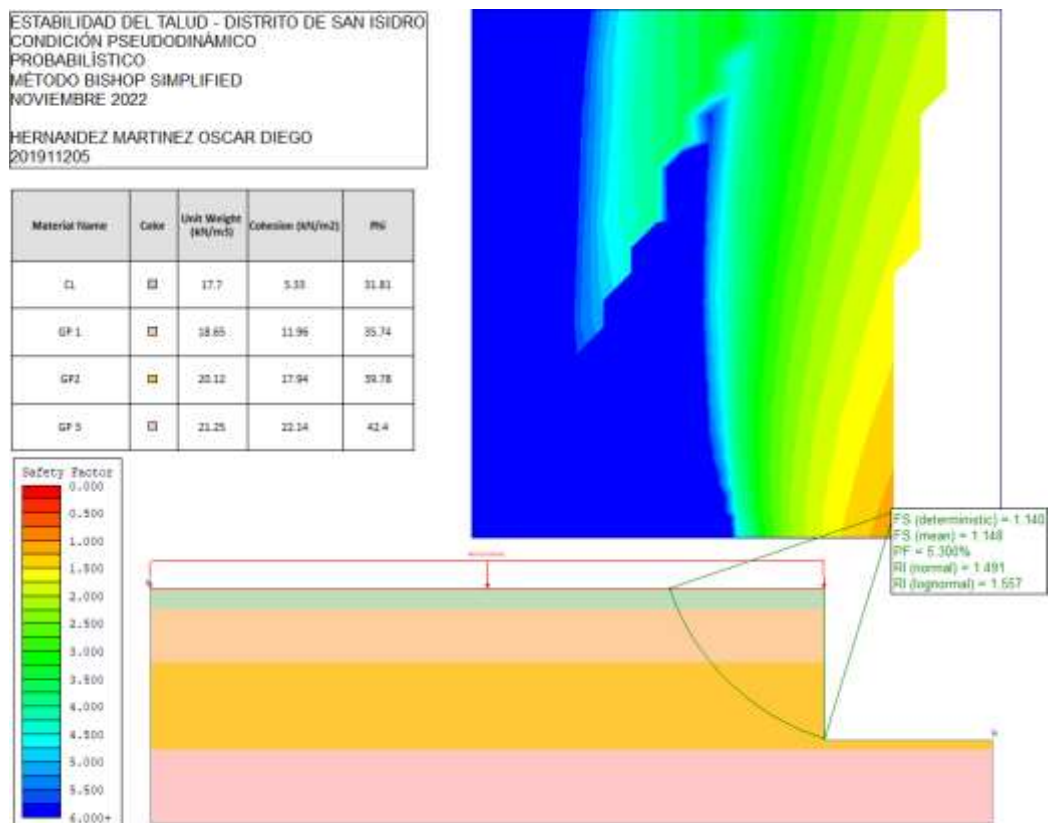 ESTABILIDAD DEL TALUD - DISTRITO DE SAN ISIDRO
CONDICIÓN PSEUDODINÁMICO
PROBABILÍSTICO
MÉTODO BISHOP SIMPLIFIED
NOVIEMBRE 2022
HERNANDEZ MARTINEZ OSCAR DIEGO
201911205
Material Name Color Unit Weight (kN/m3) Cohesion (kN/m2) Phi
CL 17.7 5.33 31.81
GP 1 18.65 11.96 35.74
GP2 20.12 17.94 39.78
GP 3 21.25 22.14 42.4
Safety Factor
0.000
0.500
1.000
1.500
2.000
2.500
3.000
3.500
4.000
4.500
5.000
5.500
6.000+
FS (deterministic) = 1.140
FS (mean) = 1.148
PF = 5.300%
RI (normal) = 1.491
RI (lognormal) = 1.557